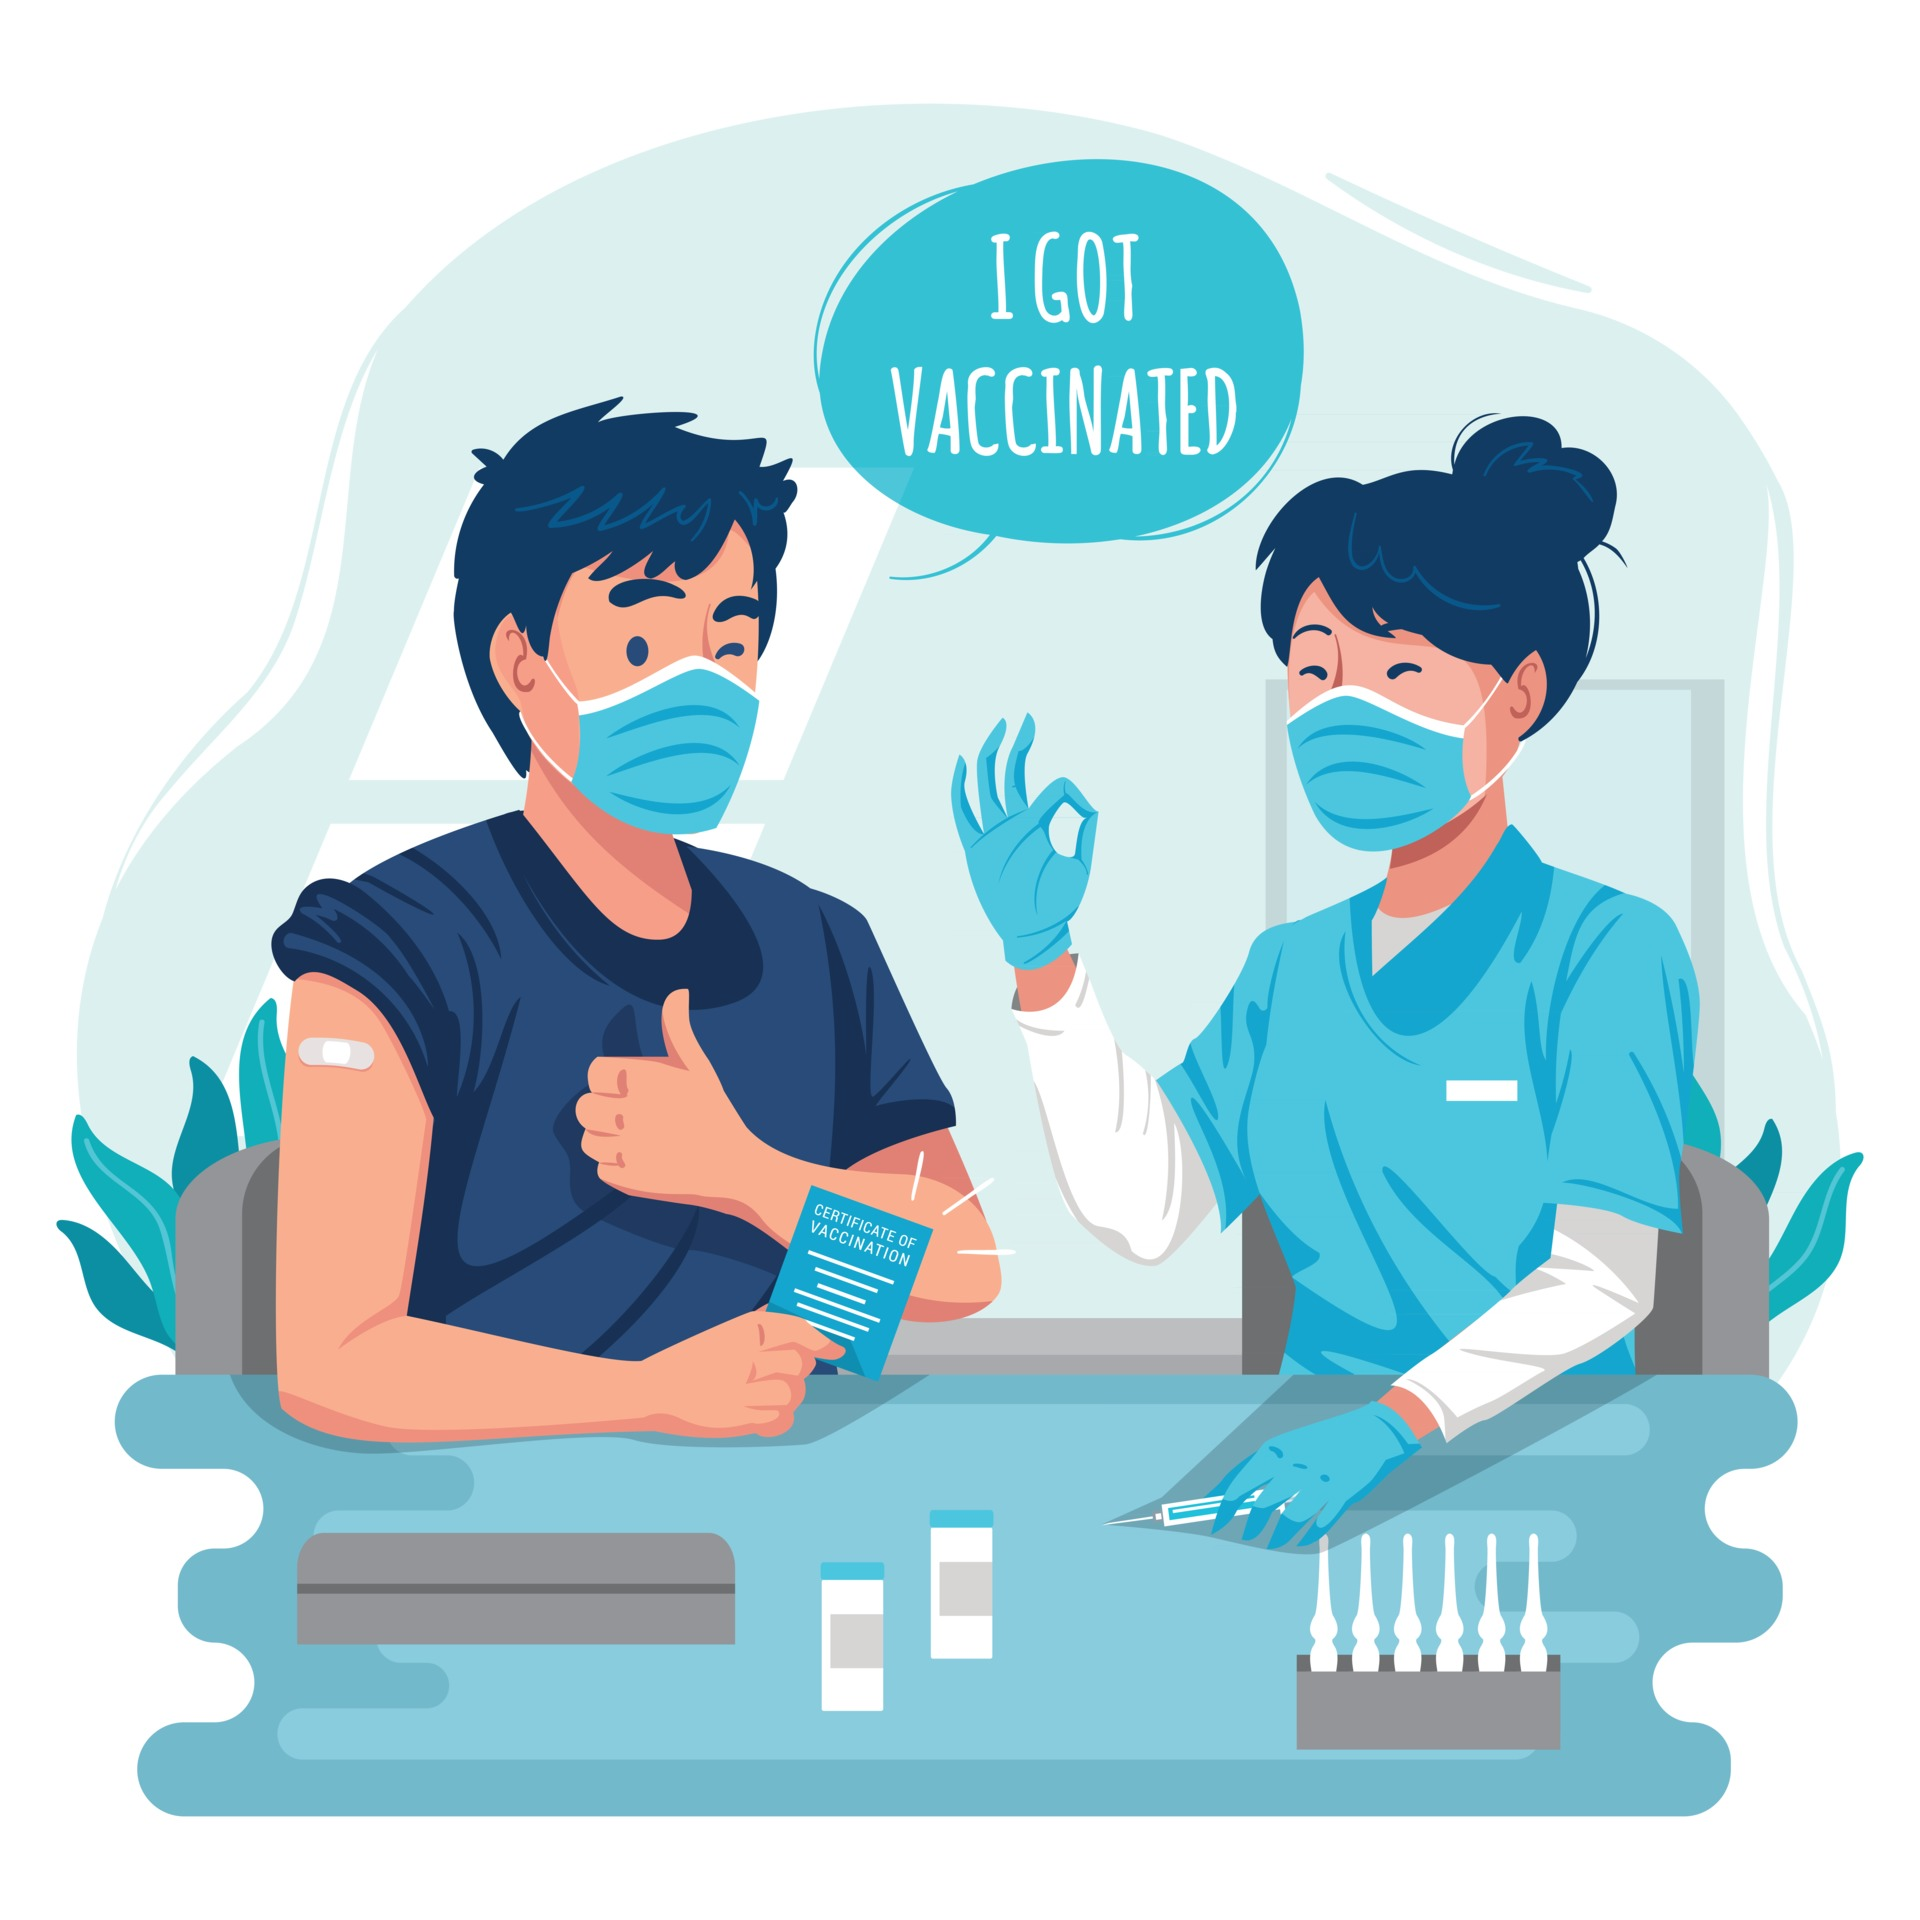 I GOT
VACCINATED
CERTIFICATE OF
VACCINATION